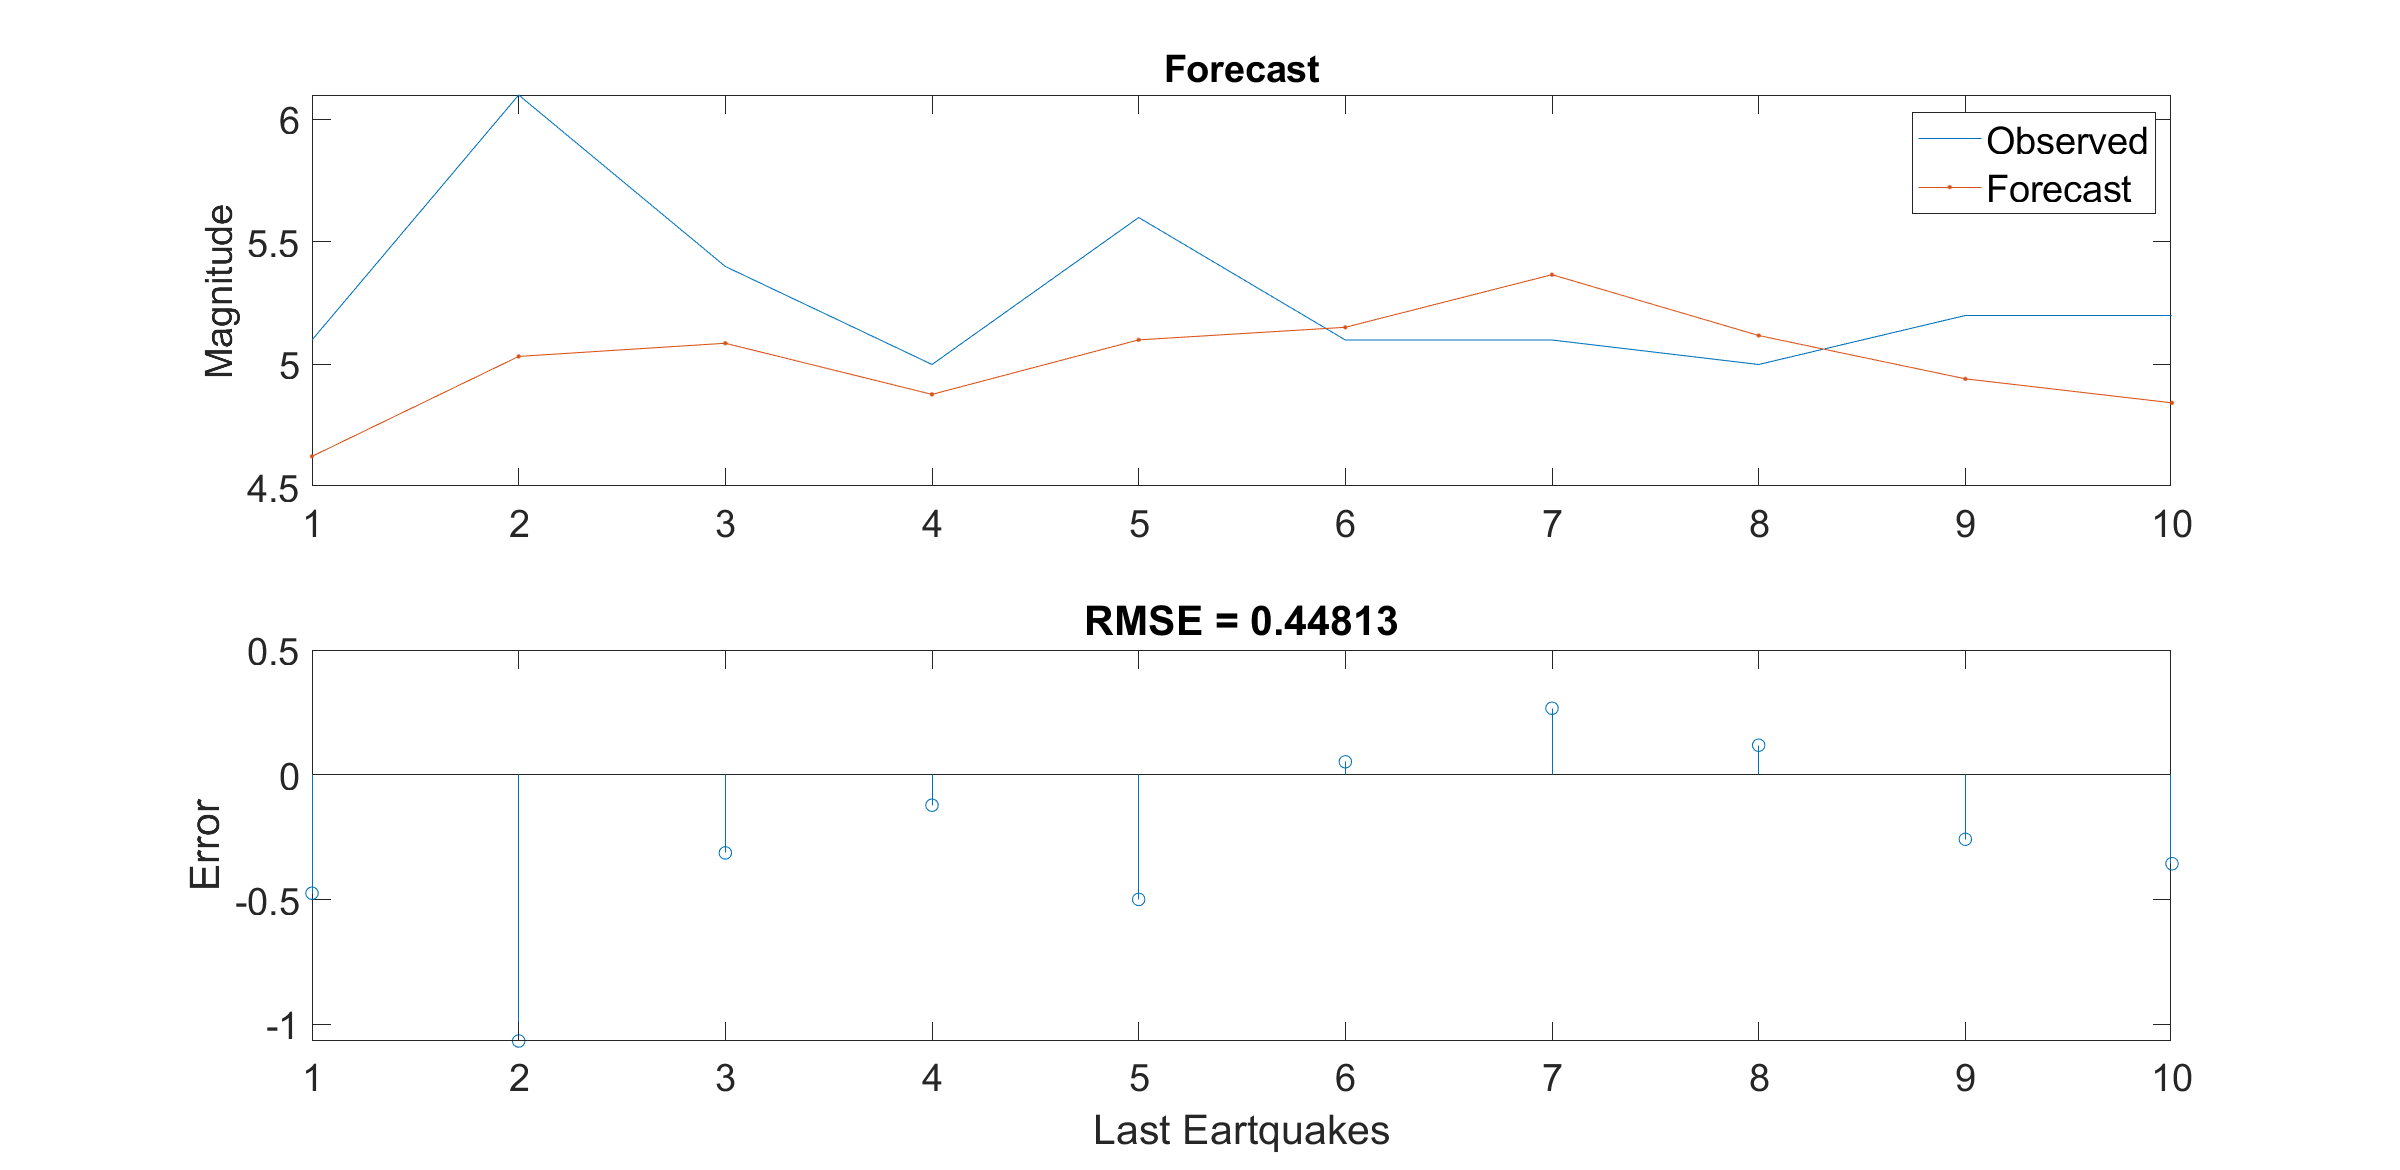 Forecast
6
5.5
5
4.5
Magnitude
Observed
Forecast
1 2 3 4 5 6 7 8 9 10
RMSE = 0.44813
0.5
0
-0.5
-1
Error
1 2 3 4 5 6 7 8 9 10
Last Eartquakes